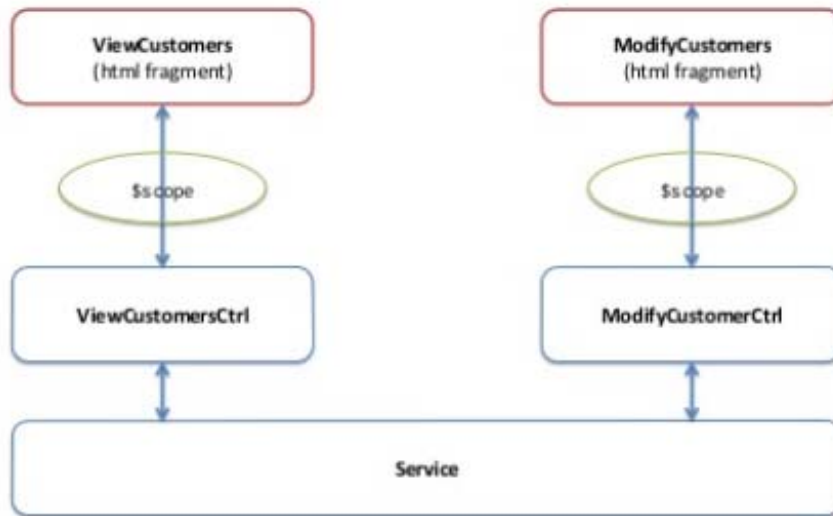 ViewCustomers
(html fragment)
ModifyCustomers
(html fragment)
$scope
$scope
ViewCustomersCtrl
ModifyCustomerCtrl
Service